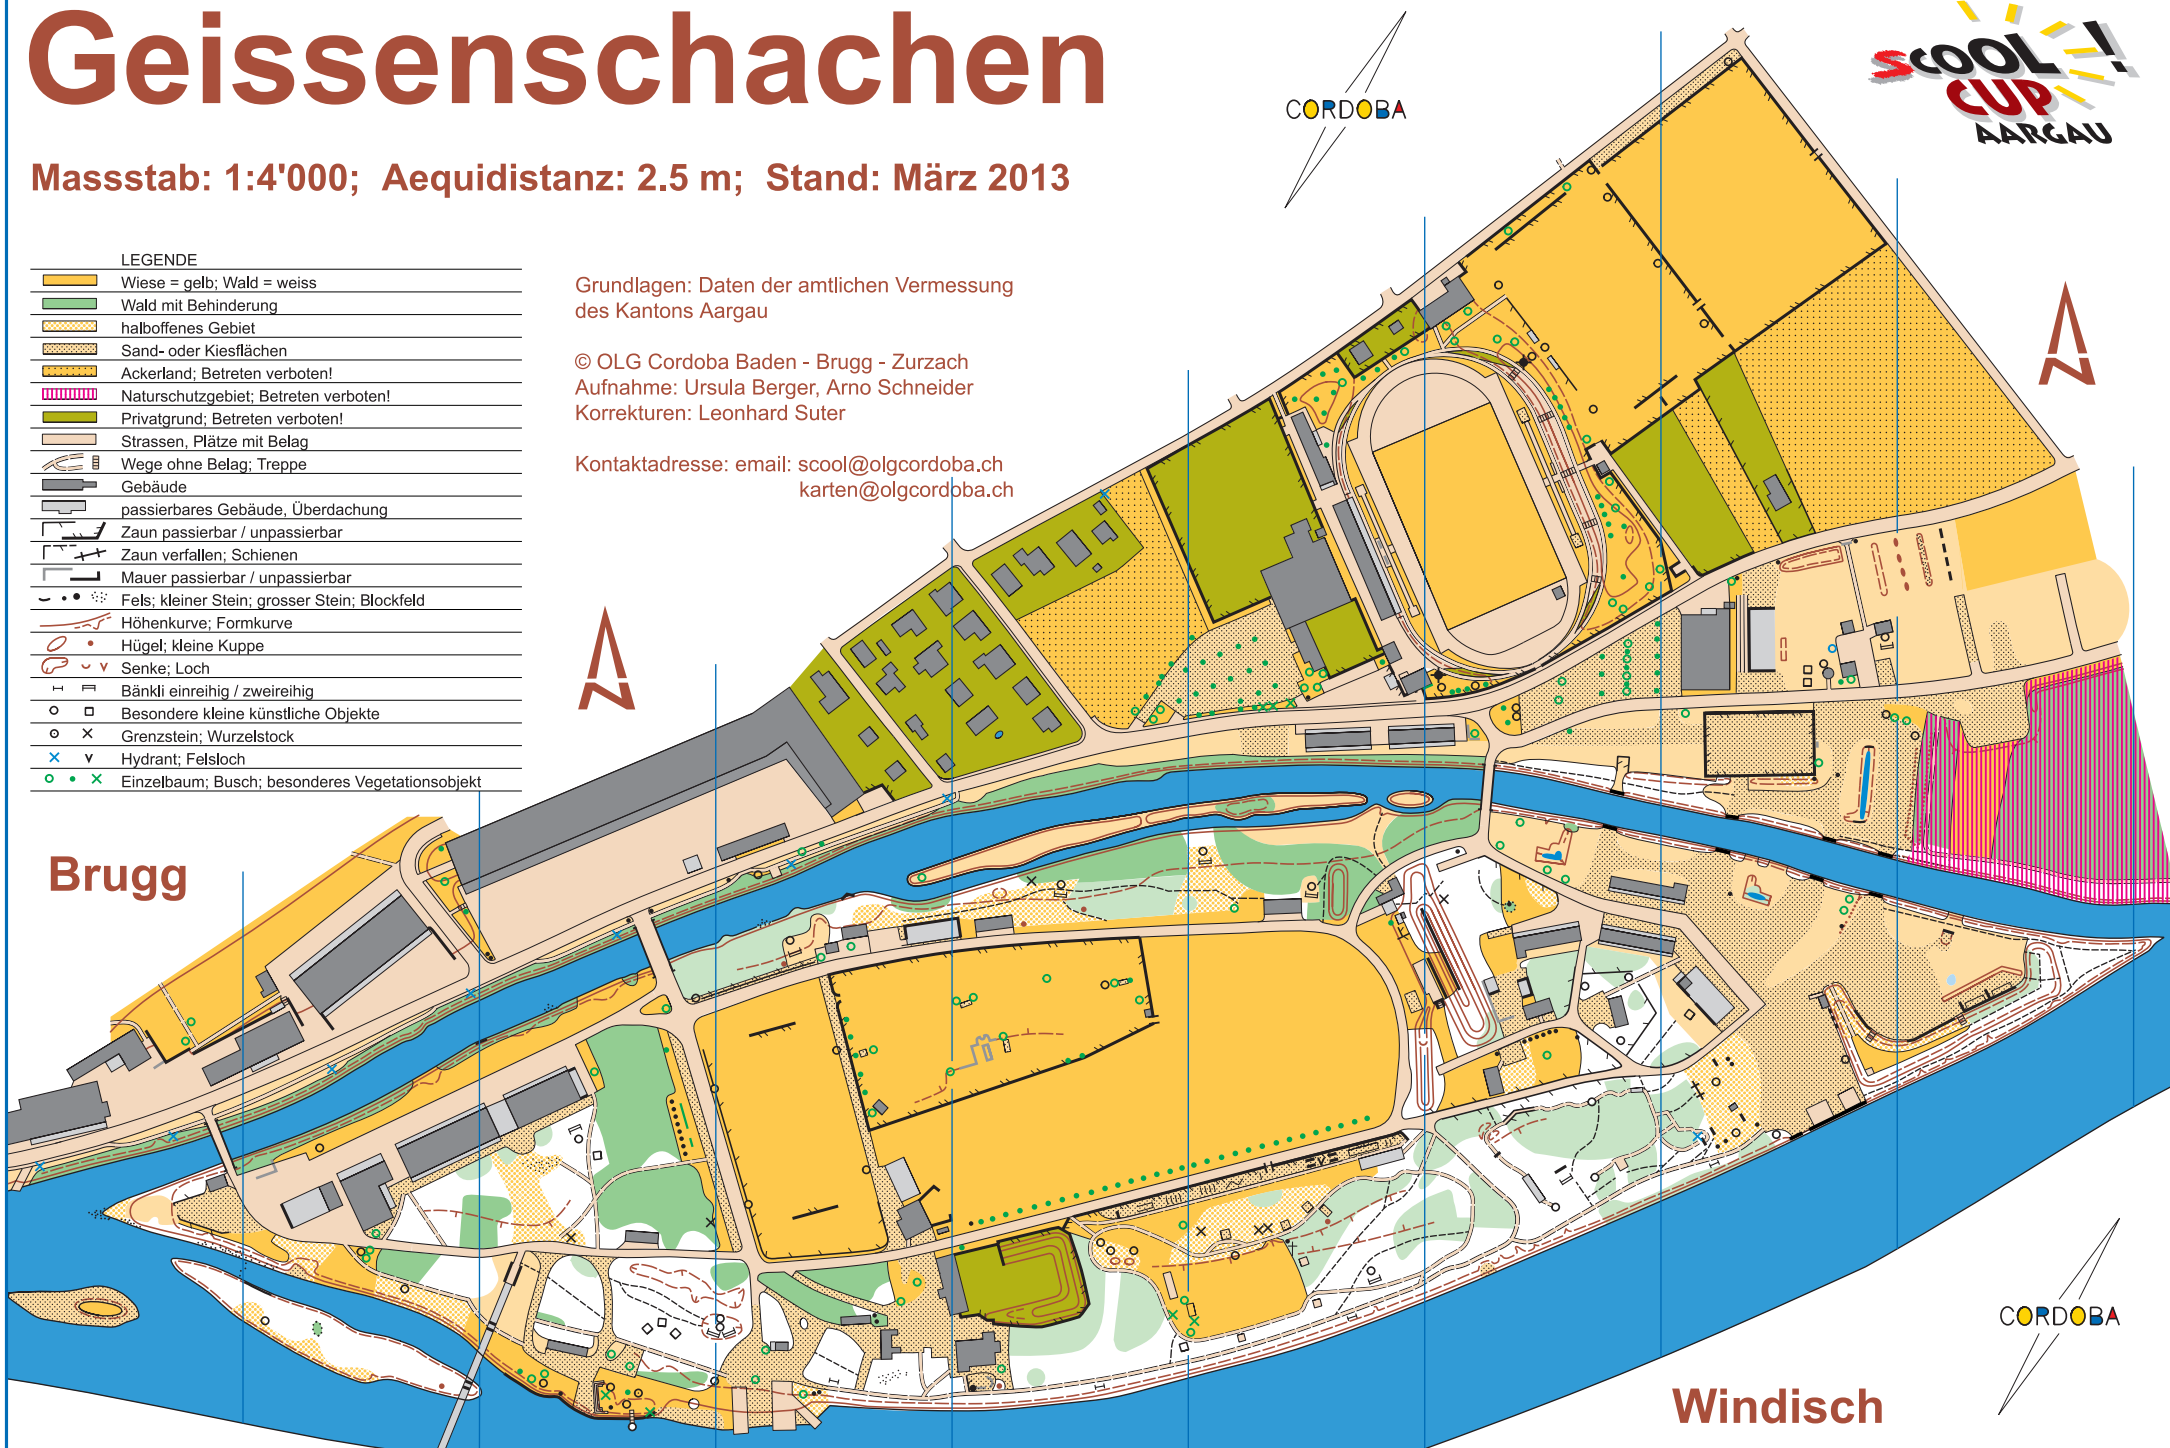 Geissenschachen
Massstab: 1:4'000; Aequidistanz: 2.5 m; Stand: März 2013
SCOOL !
CUP
AARGAU
CORDOBA
LEGENDE
Wiese = gelb; Wald = weiss
Wald mit Behinderung
halboffenes Gebiet
Sand- oder Kiesflächen
Ackerland; Betreten verboten!
Naturschutzgebiet; Betreten verboten!
Privatgrund; Betreten verboten!
Strassen, Plätze mit Belag
Wege ohne Belag; Treppe
Gebäude
passierbares Gebäude, Überdachung
Zaun passierbar / unpassierbar
Zaun verfallen; Schienen
Mauer passierbar / unpassierbar
Fels; kleiner Stein; grosser Stein; Blockfeld
Höhenkurve; Formkurve
Hügel; kleine Kuppe
Senke; Loch
Bänkli einreihig / zweireihig
Besondere kleine künstliche Objekte
Grenzstein; Wurzelstock
Hydrant; Felsloch
Einzelbaum; Busch; besonderes Vegetationsobjekt
Grundlagen: Daten der amtlichen Vermessung
des Kantons Aargau
© OLG Cordoba Baden - Brugg - Zurzach
Aufnahme: Ursula Berger, Arno Schneider
Korrekturen: Leonhard Suter
Kontaktadresse: email: scool@olgcordoba.ch
karten@olgcordoba.ch
N
N
Brugg
CORDOBA
Windisch